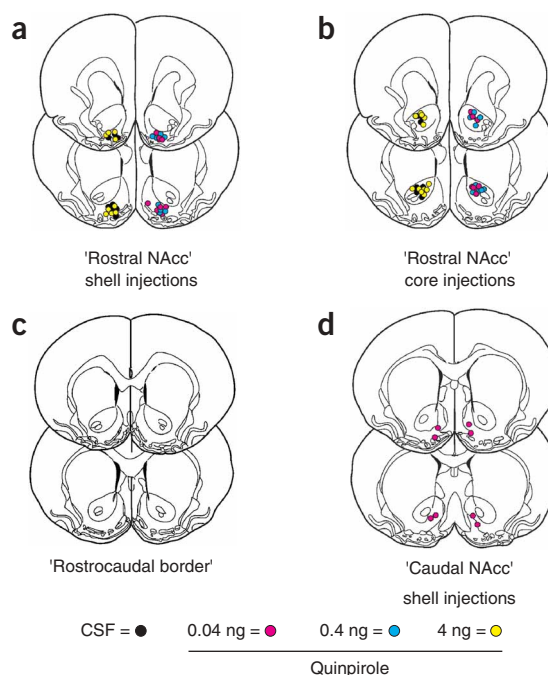 a
b
'Rostral NAcc'
shell injections
'Rostral NAcc'
core injections
c
d
'Rostrocaudal border'
'Caudal NAcc'
shell injections
CSF = 0.04 ng = 0.4 ng = 4 ng =
Quinpirole